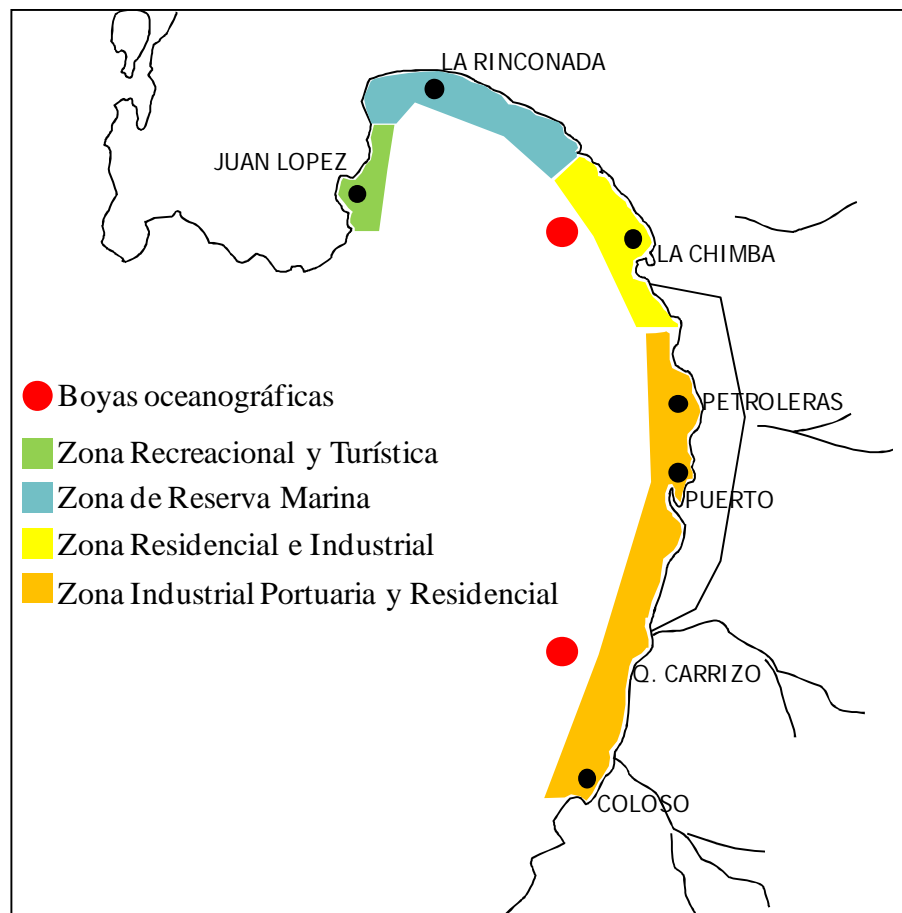 LA RINCONADA
JUAN LOPEZ
LA CHIMBA
PETROLERAS
PUERTO
Q. CARRIZO
COLOSO
Boyas oceanográficas
Zona Recreacional y Turística
Zona de Reserva Marina
Zona Residencial e Industrial
Zona Industrial Portuaria y Residencial